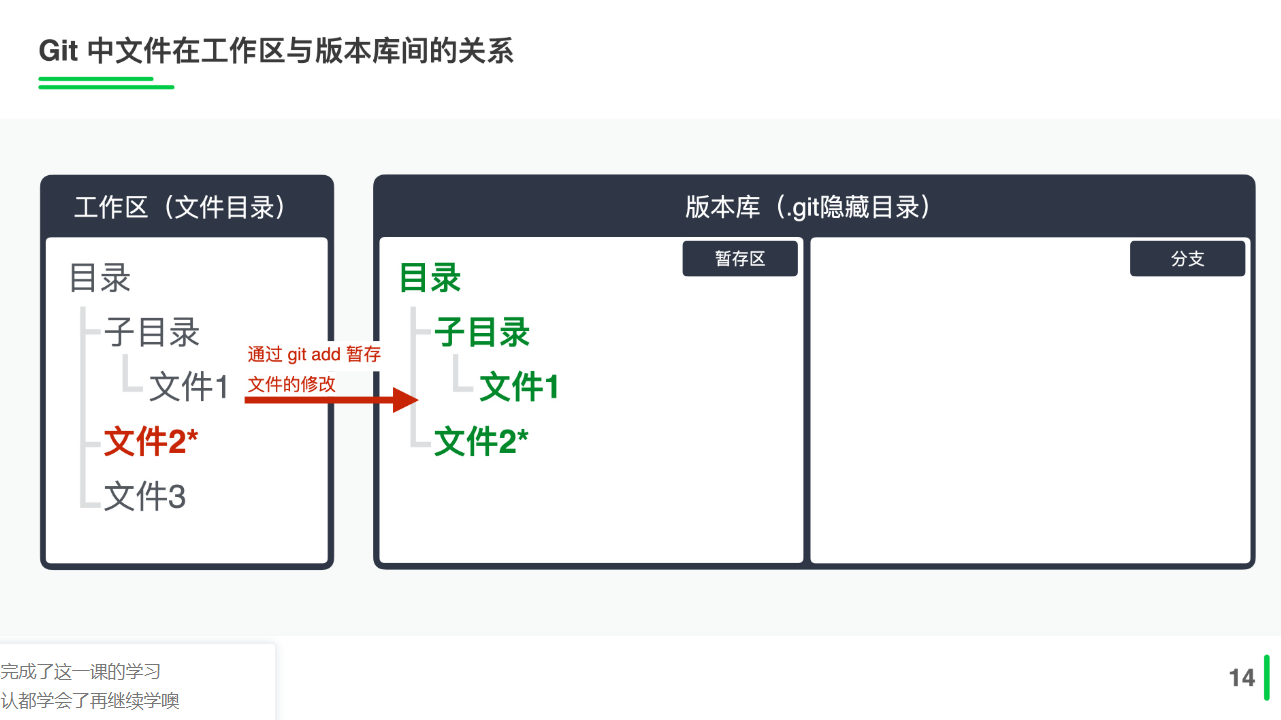 Git 中文件在工作区与版本库间的关系
工作区（文件目录）
目录
子目录
文件1
文件2*
文件3
通过 git add 暂存
文件的修改
版本库（.git隐藏目录）
暂存区
目录
子目录
文件1
文件2*
分支
完成了这一课的学习
认都学会了再继续学噢
14